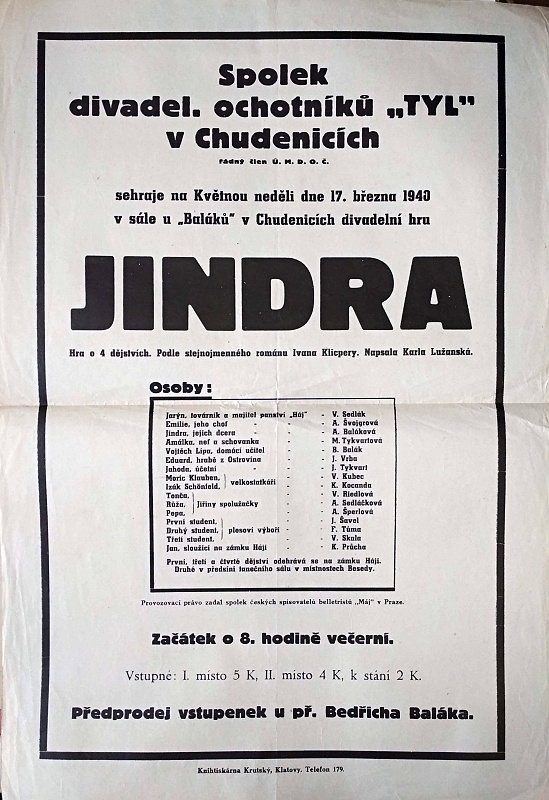 Spolek
divadel. ochotníků „TYL"
v Chudenicích
řádný člen Ú. M. D. O. Č.
sehraje na Květnou neděli dne 17. března 1940
v sále u „Baláků" v Chudenicích divadelní hru
JINDRA
Hra o 4 dějstvích. Podle stejnojmenného románu Ivana Klicpery. Napsala Karla Lužanská.
Osoby:
Jarýn, továrník a majitel panství „Háj" - V. Sedlák
Emilie, jeho choť - - A. Švojgrová
Jindra, jejich dcera - - A. Baláková
Amálka, neť a schovanka - M. Tykvartová
Vojtěch Lípa, domácí učitel - B. Balák
Eduard, hrabě z Ostrovína - J. Vrba
Jahoda, účetní " - - J. Tykvart
Moric Klauben, } velkostatkáři - V. Kubec
Izák Schönfeld, - K. Kocanda
Tonča, - - V. Riedlová
Růža, } Jiřiny spolužačky - - A. Sedláčková
Pepa, - - A. Šperlová
První student, - J. Šavel
Druhý student, } plesoví výboři - F. Tůma
Třetí student, - V. Skala
Jan, sloužící na zámku Háji - - K. Průcha
První, třetí a čtvrté dějství odehrává se na zámku Háji.
Druhé v předsíni tanečního sálu v místnostech Besedy.
Provozovací právo zadal spolek českých spisovatelů belletristů „Máj" v Praze.
Začátek o 8. hodině večerní.
Vstupné: I. místo 5 K, II. místo 4 K, k stání 2 K.
Předprodej vstupenek u př. Bedřicha Baláka.
Knihtiskárna Krutský, Klatovy. Telefon 179.